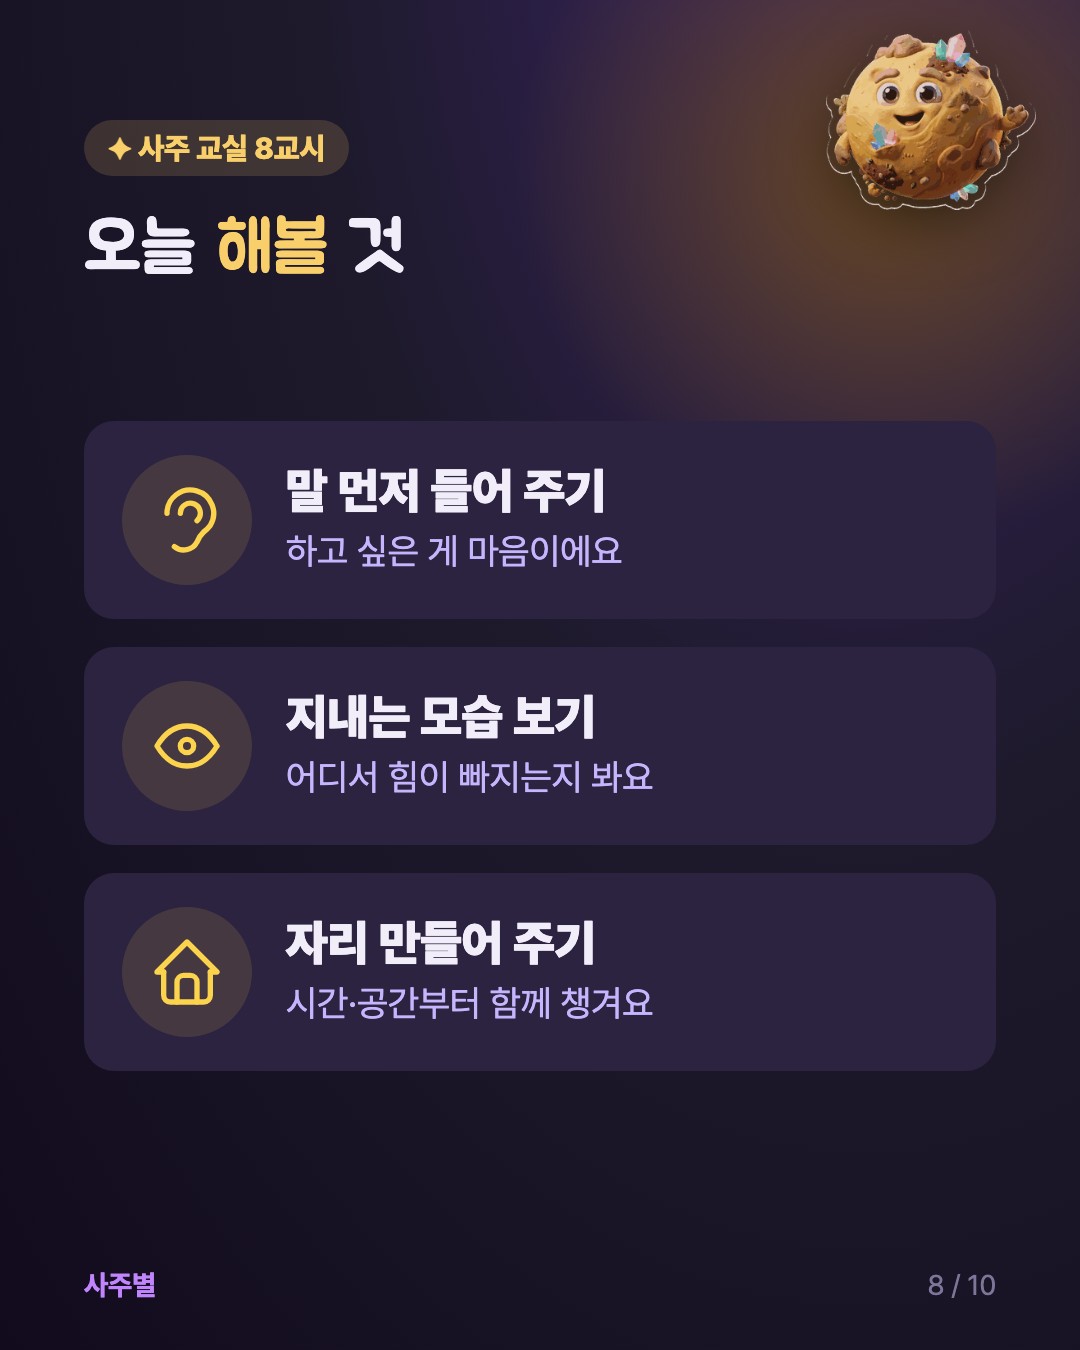 ✦ 사주 교실 8교시
오늘 해볼 것
말 먼저 들어 주기
하고 싶은 게 마음이에요
지내는 모습 보기
어디서 힘이 빠지는지 봐요
자리 만들어 주기
시간·공간부터 함께 챙겨요
사주별
8 / 10